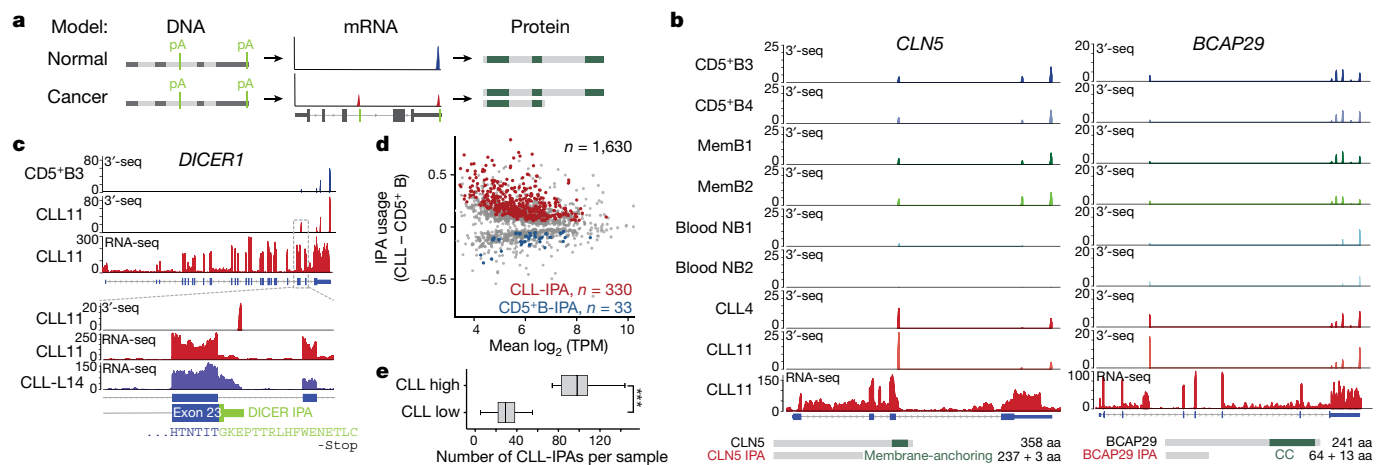 a
Model: DNA mRNA Protein
pA pA
Normal
pA pA
Cancer
b
CLN5 BCAP29
25 3′-seq 20 3′-seq
CD5+B3
0 0
25 3′-seq 20 3′-seq
CD5+B4
0 0
25 3′-seq 20 3′-seq
MemB1
0 0
25 3′-seq 20 3′-seq
MemB2
0 0
25 3′-seq 20 3′-seq
Blood NB1
0 0
25 3′-seq 20 3′-seq
Blood NB2
0 0
25 3′-seq 20 3′-seq
CLL4
0 0
25 3′-seq 20 3′-seq
CLL11
0 0
150 RNA-seq 100 RNA-seq
CLL11
0 0
CLN5 358 aa BCAP29 241 aa
CLN5 IPA Membrane-anchoring 237 + 3 aa BCAP29 IPA CC 64 + 13 aa
c
DICER1
80 3′-seq
CD5+B3
0
80 3′-seq
CLL11
0
300 RNA-seq
CLL11
0
20 3′-seq
CLL11
0
250 RNA-seq
CLL11
0
150 RNA-seq
CLL-L14
0
Exon 23 DICER IPA
...HTNTITGKEPTTRLHFWENETLC
-Stop
d
n = 1,630
IPA usage
(CLL – CD5+ B)
0.5
0
−0.5
CLL-IPA, n = 330
CD5+B-IPA, n = 33
4 6 8 10
Mean log2 (TPM)
e
CLL high
CLL low
***
0 40 80 120
Number of CLL-IPAs per sample